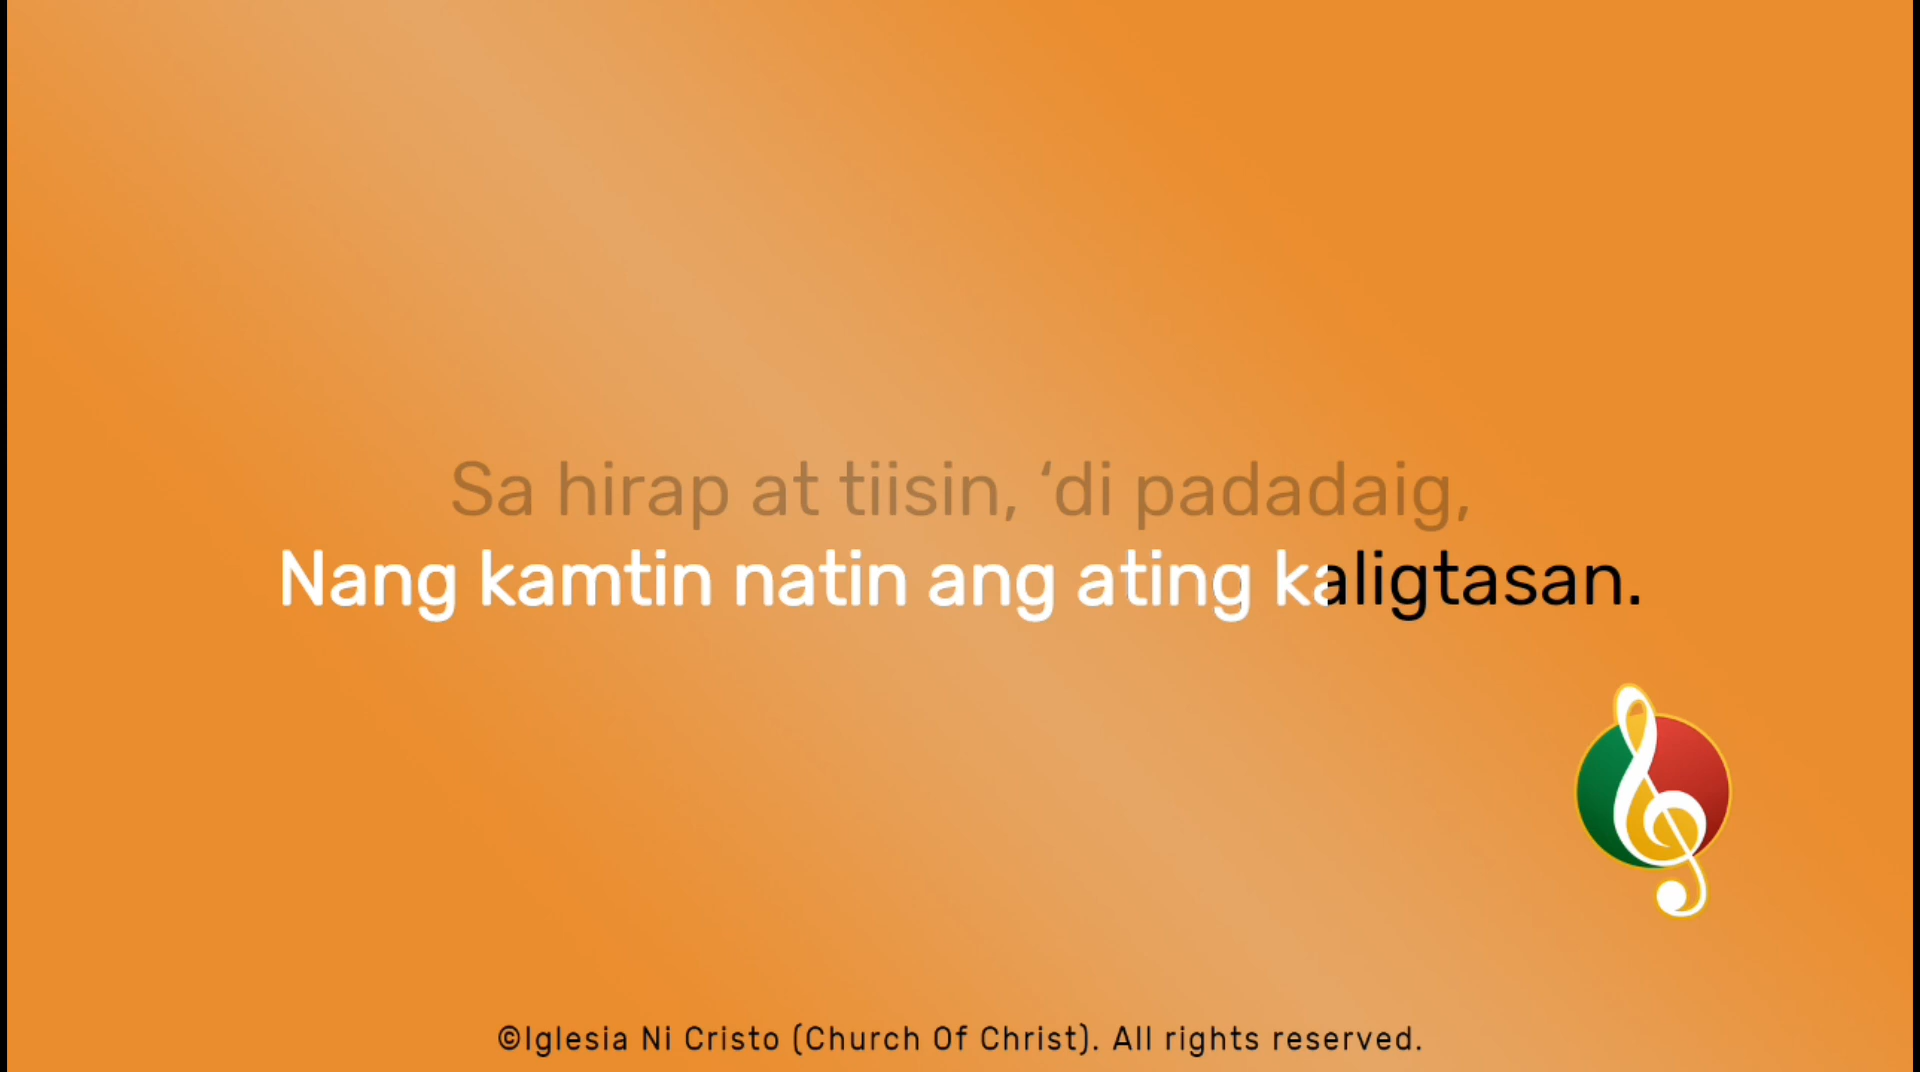 Sa hirap at tiisin, ‘di padadaig,
Nang kamtin natin ang ating kaligtasan.
©Iglesia Ni Cristo (Church Of Christ). All rights reserved.